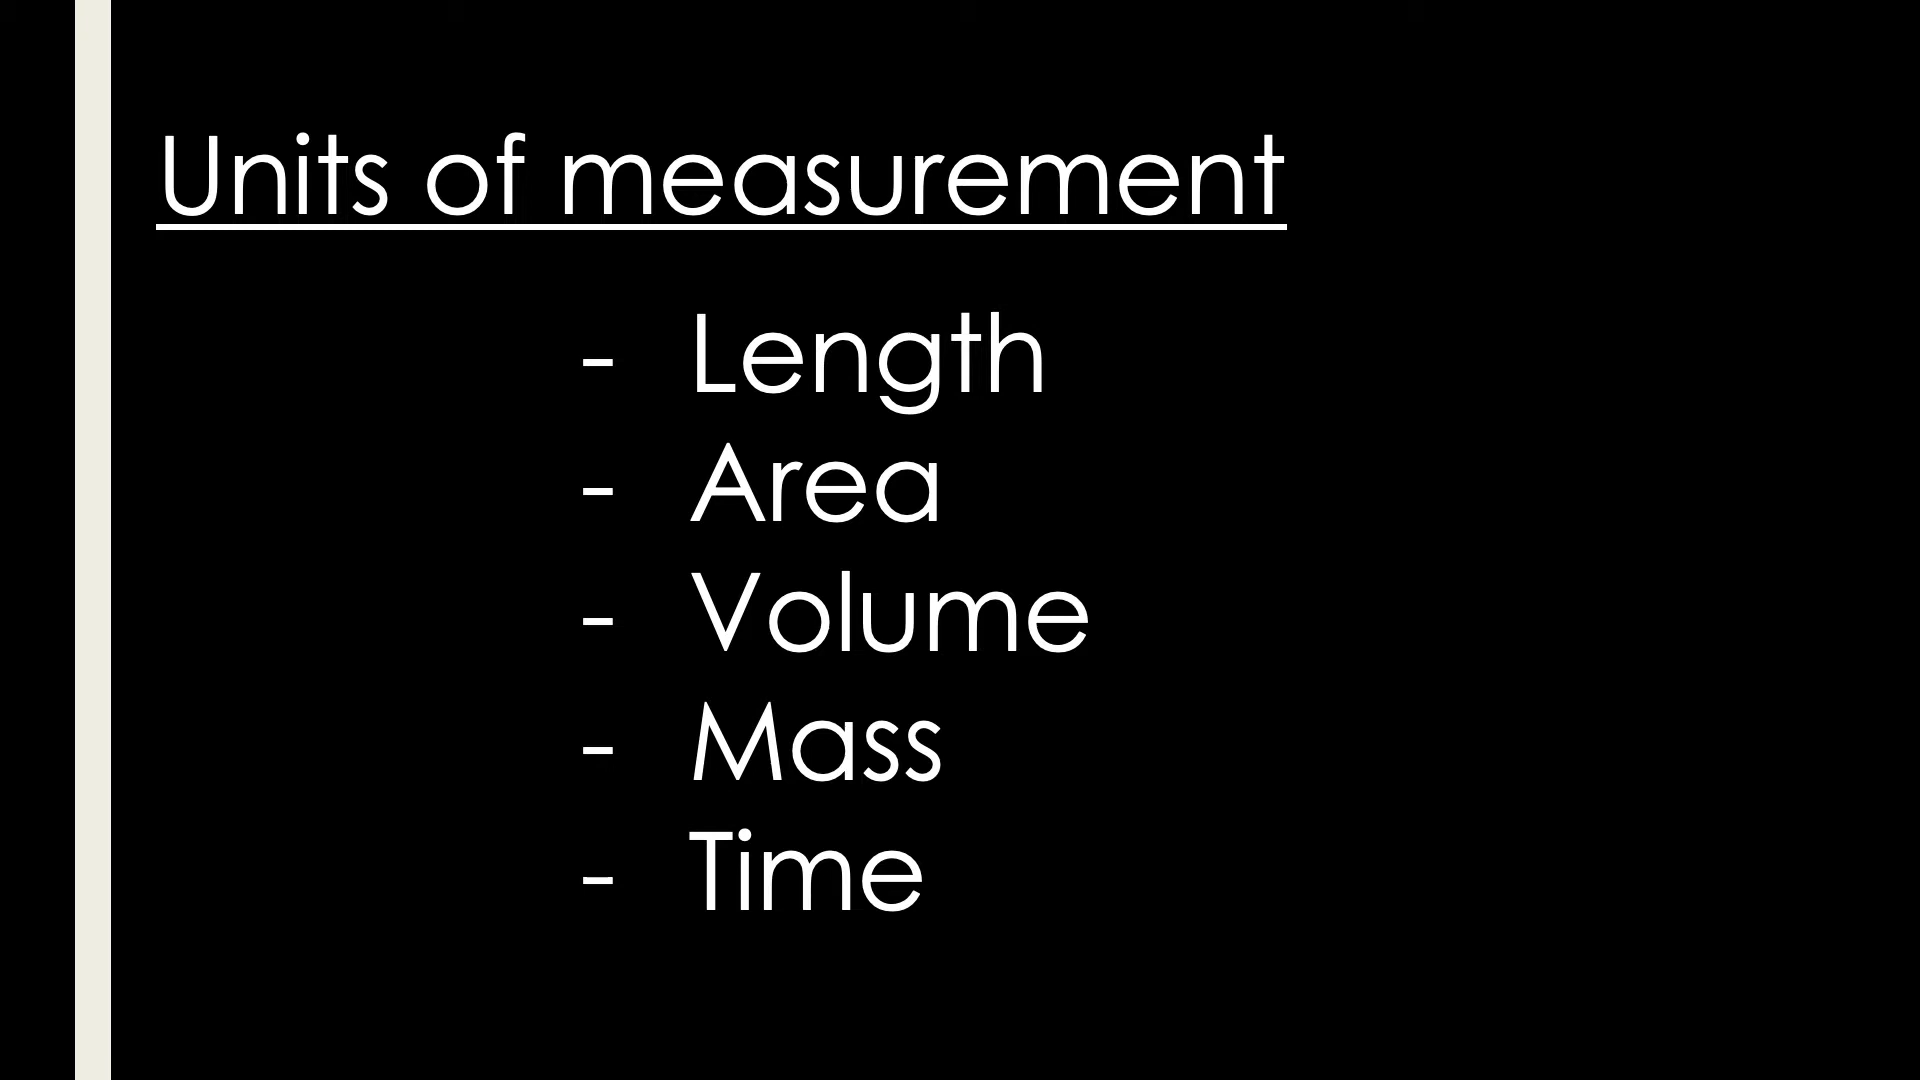 Units of measurement
- Length
- Area
- Volume
- Mass
- Time